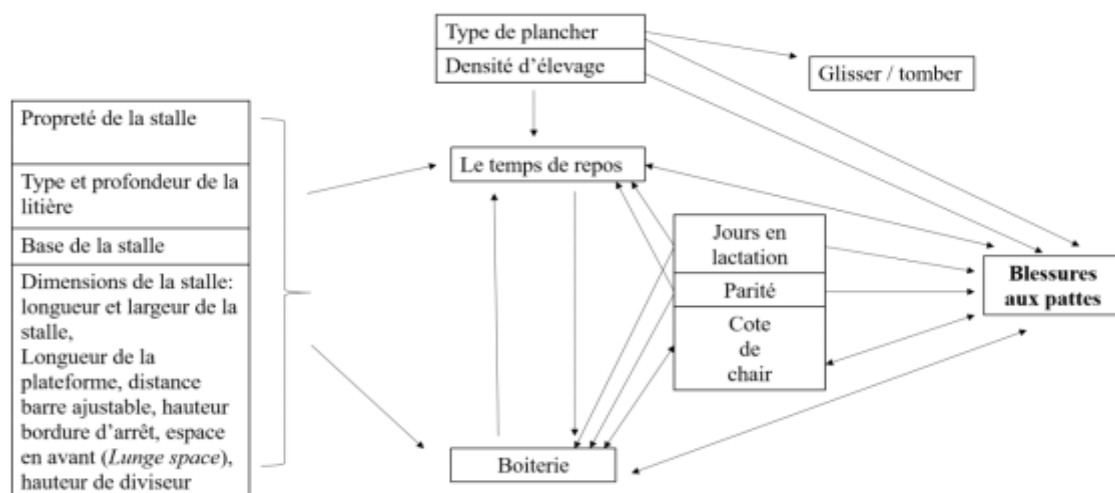 Type de plancher
Densité d'élevage
Glisser / tomber
Propreté de la stalle
Type et profondeur de la
litière
Base de la stalle
Dimensions de la stalle:
longueur et largeur de la
stalle,
Longueur de la
plateforme, distance
barre ajustable, hauteur
bordure d'arrêt, espace
en avant (Lunge space),
hauteur de diviseur
Le temps de repos
Jours en
lactation
Parité
Cote
de
chair
Blessures
aux pattes
Boiterie